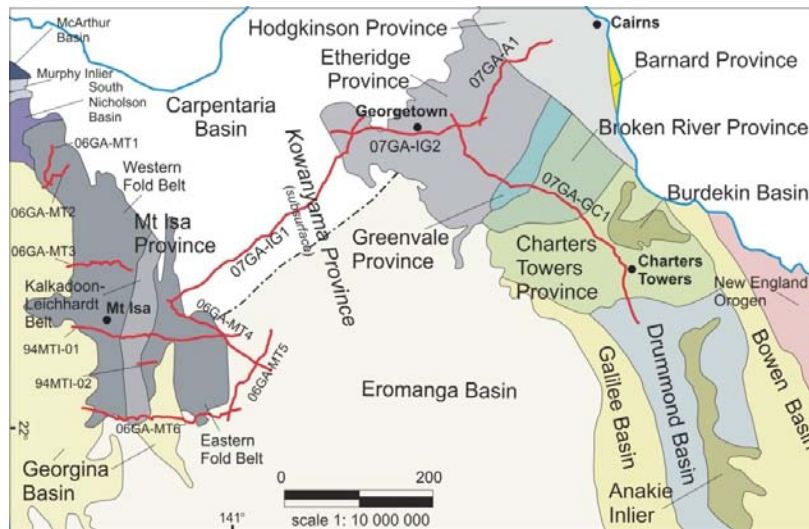 McArthur
Basin
Murphy Inlier
South
Nicholson Basin
06GA-MT1
Western
Fold Belt
Mt Isa
Province
06GA-MT2
06GA-MT3
Kalkadoon-
Leichhardt
Belt
Mt Isa
94MTI-01
94MTI-02
06GA-MT4
06GA-MT5
06GA-MT6
Eastern
Fold Belt
Georgina
Basin
22°
141°
Carpentaria
Basin
Kowanyama Province
(subsurface)
07GA-IG1
Hodgkinson Province
Etheridge
Province
Georgetown
07GA-IG2
07GA-A1
Cairns
Barnard Province
Broken River Province
Burdekin Basin
07GA-GC1
Greenvale
Province
Charters
Towers
Province
Charters
Towers
New England
Orogen
Eromanga Basin
Galilee Basin
Drummond Basin
Bowen Basin
Anakie
Inlier
0
200
scale 1: 10 000 000